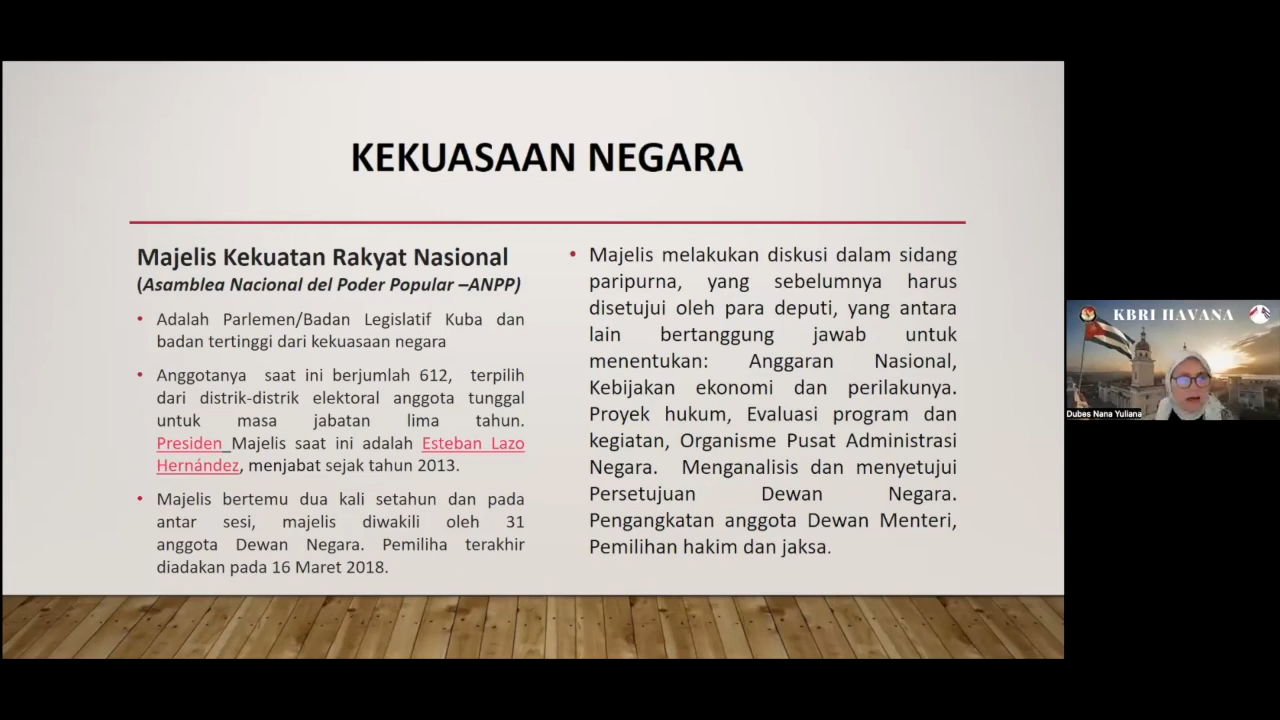 KEKUASAAN NEGARA
Majelis Kekuatan Rakyat Nasional
(Asamblea Nacional del Poder Popular –ANPP)
• Adalah Parlemen/Badan Legislatif Kuba dan
badan tertinggi dari kekuasaan negara
• Anggotanya saat ini berjumlah 612, terpilih
dari distrik-distrik elektoral anggota tunggal
untuk masa jabatan lima tahun.
Presiden Majelis saat ini adalah Esteban Lazo
Hernández, menjabat sejak tahun 2013.
• Majelis bertemu dua kali setahun dan pada
antar sesi, majelis diwakili oleh 31
anggota Dewan Negara. Pemiliha terakhir
diadakan pada 16 Maret 2018.
• Majelis melakukan diskusi dalam sidang
paripurna, yang sebelumnya harus
disetujui oleh para deputi, yang antara
lain bertanggung jawab untuk
menentukan: Anggaran Nasional,
Kebijakan ekonomi dan perilakunya.
Proyek hukum, Evaluasi program dan
kegiatan, Organisme Pusat Administrasi
Negara. Menganalisis dan menyetujui
Persetujuan Dewan Negara.
Pengangkatan anggota Dewan Menteri,
Pemilihan hakim dan jaksa.
KBRI HAVANA
Dubes Nana Yuliana